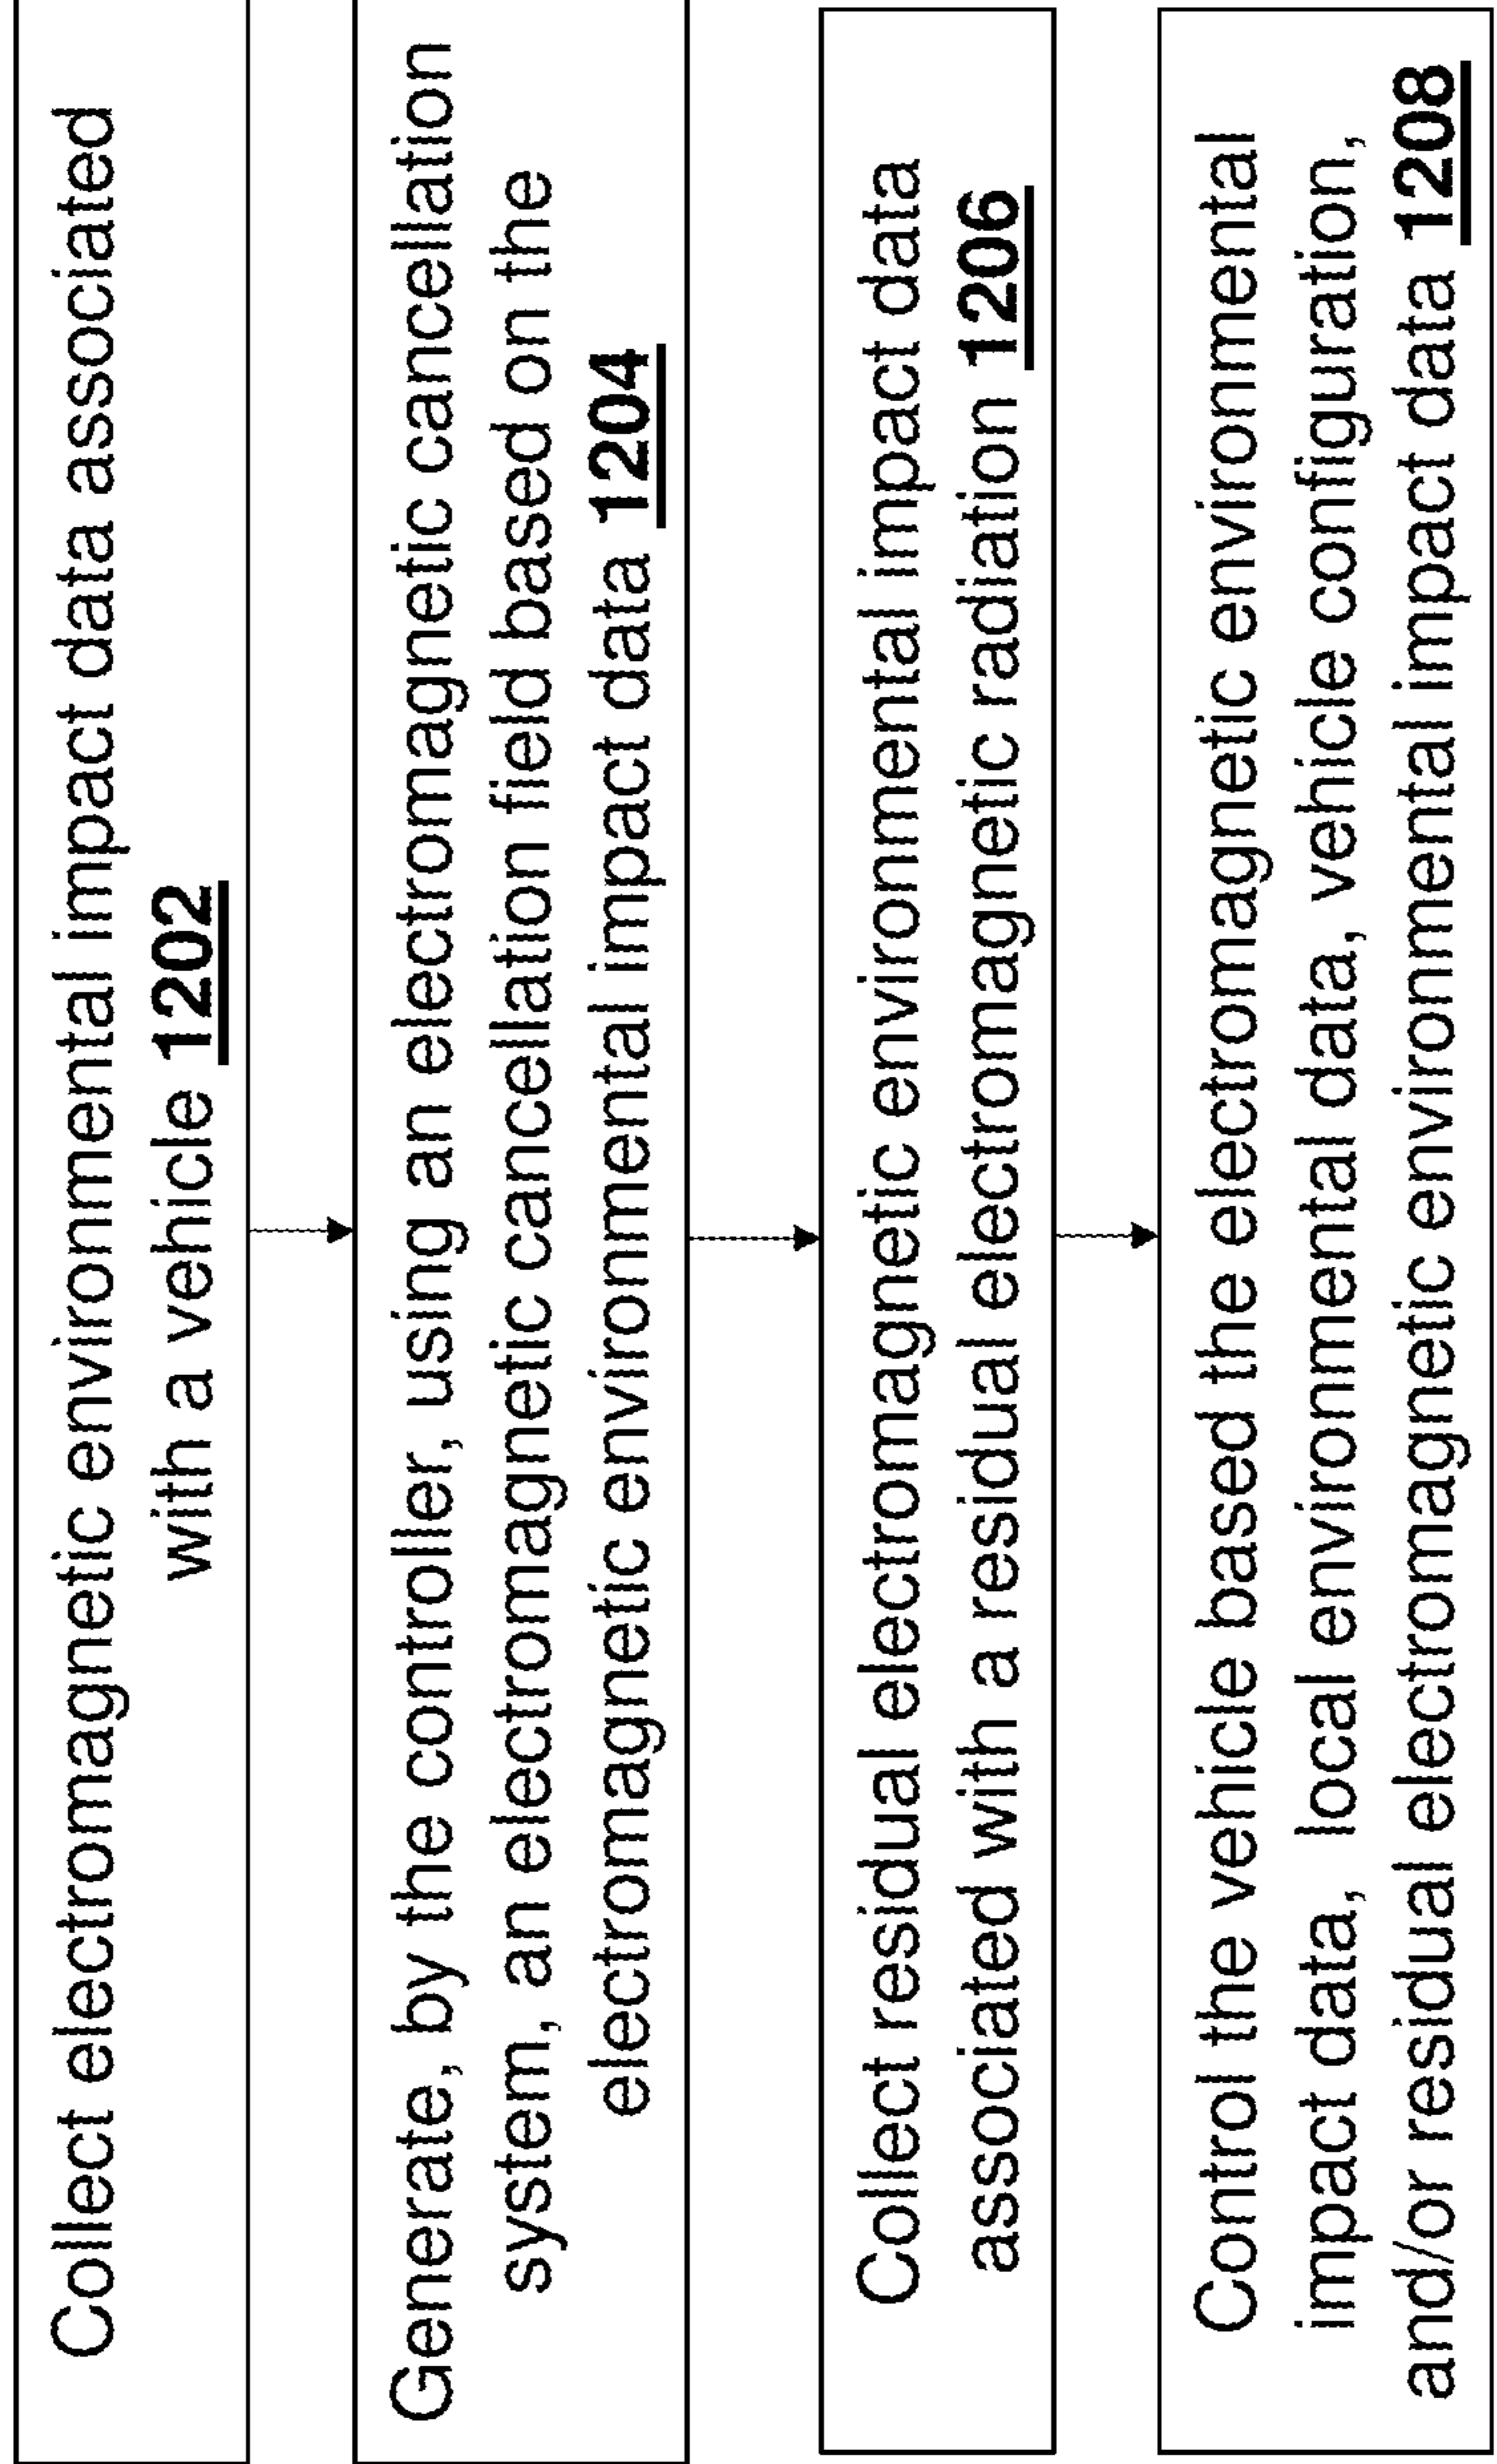 Collect electromagnetic environmental impact data associated
with a vehicle 1202
Generate, by the controller, using an electromagnetic cancellation
system, an electromagnetic cancellation field based on the
electromagnetic environmental impact data 1204
Collect residual electromagnetic environmental impact data
associated with a residual electromagnetic radiation 1206
Control the vehicle based the electromagnetic environmental
impact data, local environmental data, vehicle configuration,
and/or residual electromagnetic environmental impact data 1208